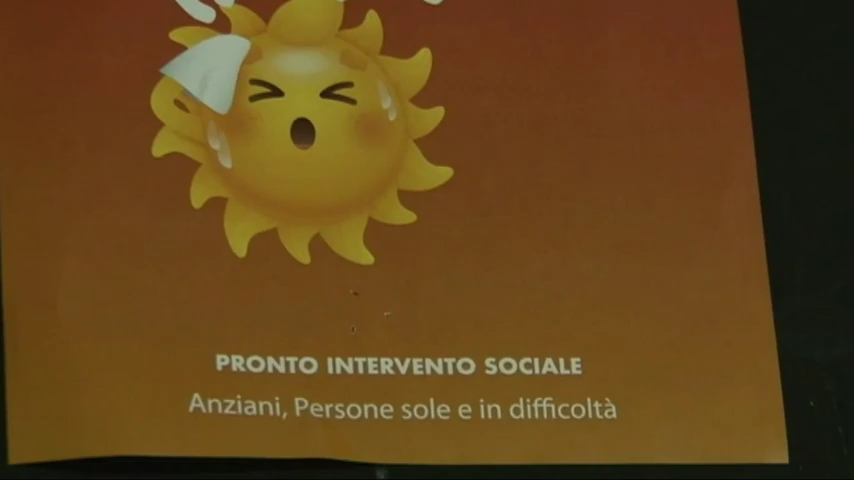 PRONTO INTERVENTO SOCIALE
Anziani, Persone sole e in difficoltà